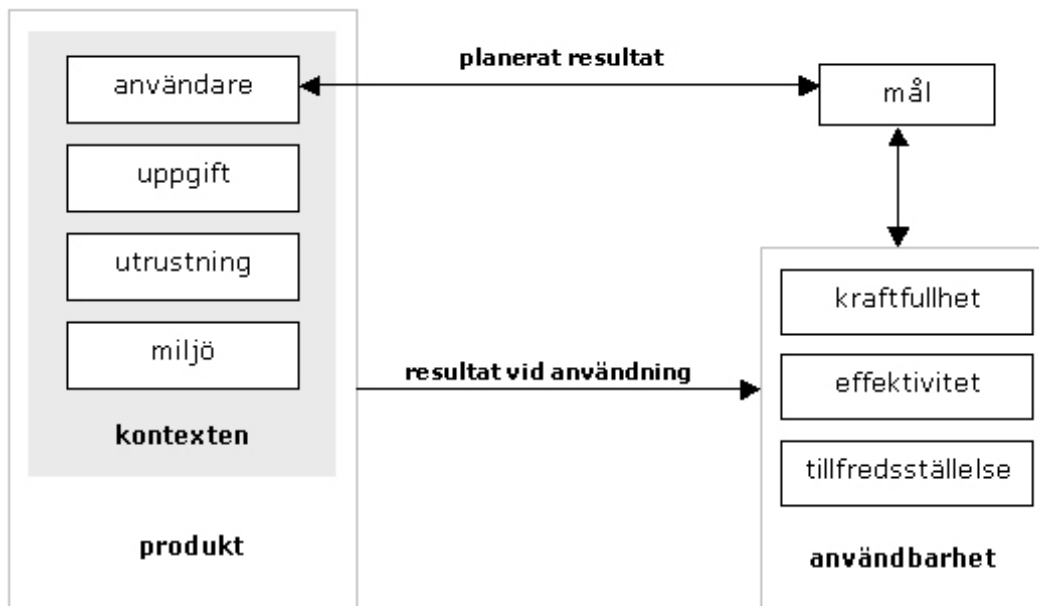 användare
uppgift
utrustning
miljö
kontexten
produkt
planerat resultat
resultat vid användning
mål
kraftfullhet
effektivitet
tillfredsställelse
användbarhet